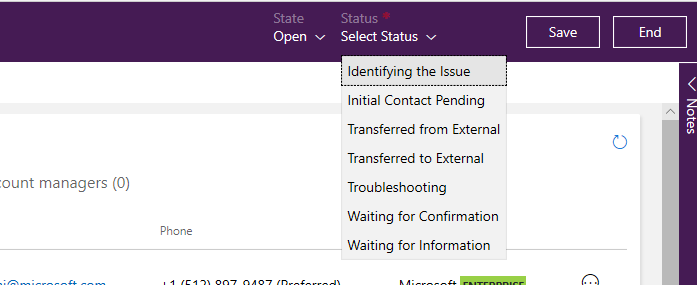 State
Status *
Open
Select Status
Save
End
Identifying the Issue
Initial Contact Pending
Transferred from External
Transferred to External
Troubleshooting
Waiting for Confirmation
Waiting for Information
Notes
count managers (0)
Phone
@microsoft.com
+1 (512) 897-9487 (Preferred)
Microsoft ENTERPRISE